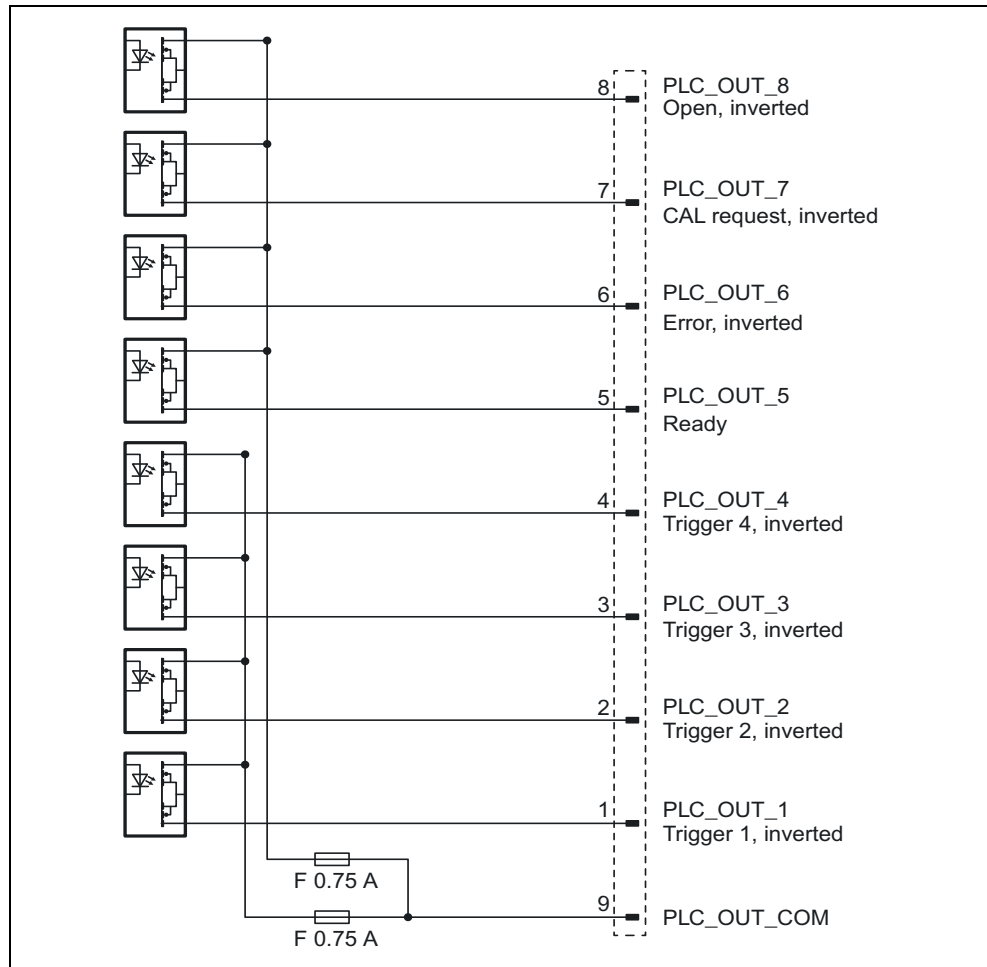 8
PLC_OUT_8
Open, inverted
7
PLC_OUT_7
CAL request, inverted
6
PLC_OUT_6
Error, inverted
5
PLC_OUT_5
Ready
4
PLC_OUT_4
Trigger 4, inverted
3
PLC_OUT_3
Trigger 3, inverted
2
PLC_OUT_2
Trigger 2, inverted
1
PLC_OUT_1
Trigger 1, inverted
F 0.75 A
9
PLC_OUT_COM
F 0.75 A